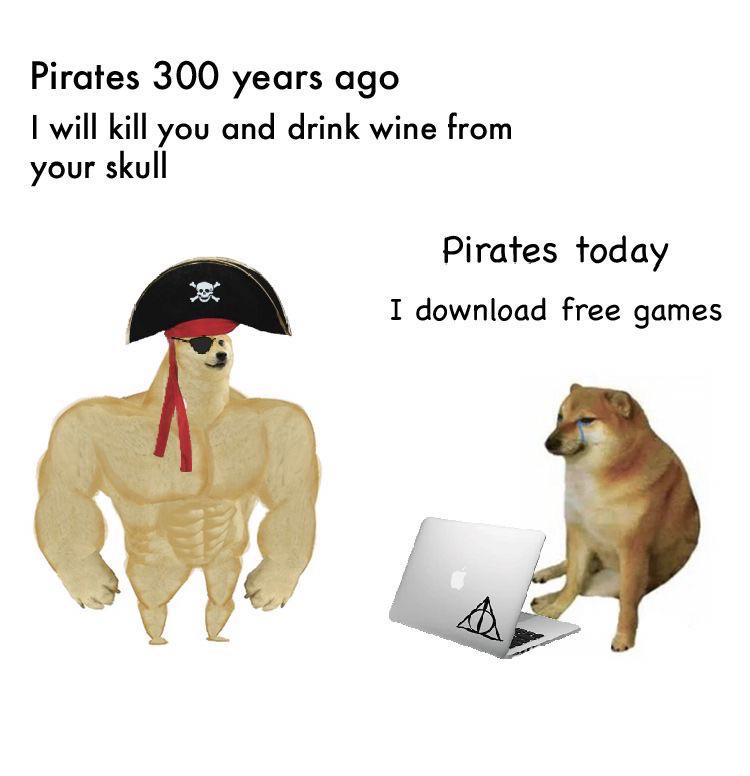 Pirates 300 years ago
I will kill you and drink wine from
your skull
Pirates today
I download free games